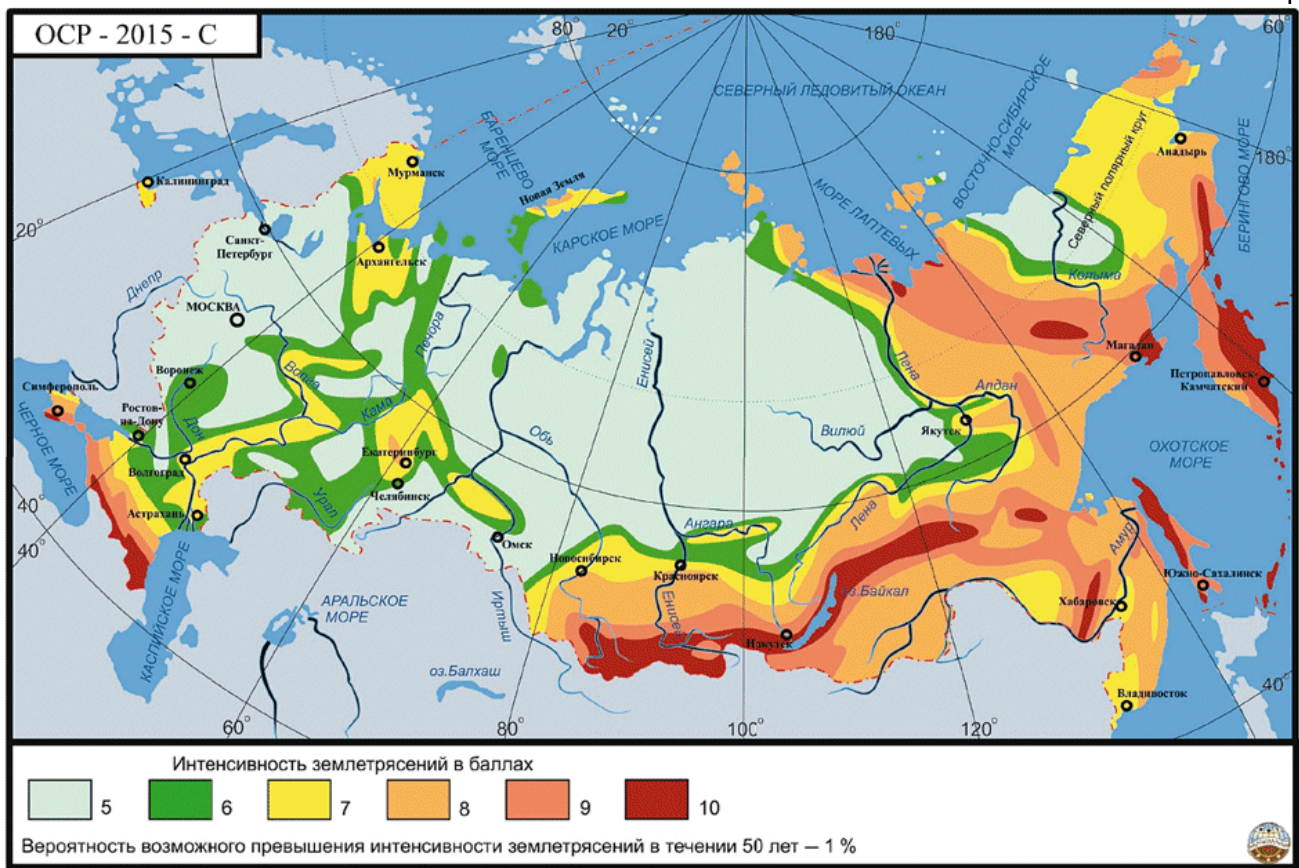 ОСР - 2015 - С
80°
20°
180°
60°
СЕВЕРНЫЙ ЛЕДОВИТЫЙ ОКЕАН
БАРЕНЦЕВО
МОРЕ
ВОСТОЧНО-СИБИРСКОЕ
МОРЕ
Северный полярный круг
Анадырь
БЕРИНГОВО МОРЕ
180°
Мурманск
Калининград
Новая Земля
КАРСКОЕ МОРЕ
МОРЕ ЛАПТЕВЫХ
20°
Санкт-
Петербург
Архангельск
Колыма
Днепр
МОСКВА
Печора
Енисей
Лена
Магадан
Петропавловск-
Камчатский
Воронеж
Волга
Симферополь
Ростов-
на-Дону
Дон
Кама
Алдан
Якутск
Вилюй
ЧЕРНОЕ МОРЕ
Волгоград
Екатеринбург
Обь
ОХОТСКОЕ
МОРЕ
Челябинск
Урал
Астрахань
40°
40°
Омск
Новосибирск
Ангара
Красноярск
Лена
Амур
Южно-Сахалинск
Хабаровск
КАСПИЙСКОЕ МОРЕ
АРАЛЬСКОЕ
МОРЕ
Иртыш
Енисей
оз.Байкал
Иркутск
оз.Балхаш
Владивосток
40°
60°
80°
100°
120°
Интенсивность землетрясений в баллах
5 6 7 8 9 10
Вероятность возможного превышения интенсивности землетрясений в течении 50 лет — 1 %